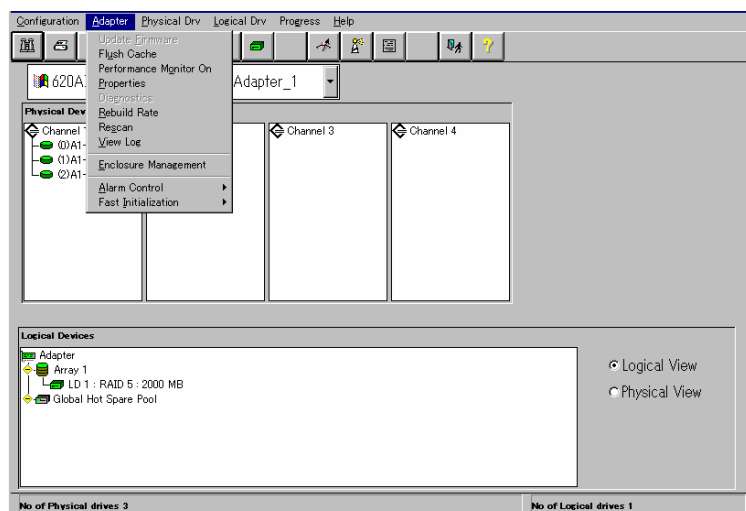 Configuration Adapter Physical Drv Logical Drv Progress Help
Update Firmware
Flush Cache
Performance Monitor On
Properties
Diagnostics
Rebuild Rate
Rescan
View Log
Enclosure Management
Alarm Control
Fast Initialization
620A
Adapter_1
Physical Dev
Channel
(0)A1-
(1)A1-
(2)A1-
Channel 3
Channel 4
Logical Devices
Adapter
Array 1
LD 1 : RAID 5 : 2000 MB
Global Hot Spare Pool
Logical View
Physical View
No of Physical drives 3
No of Logical drives 1